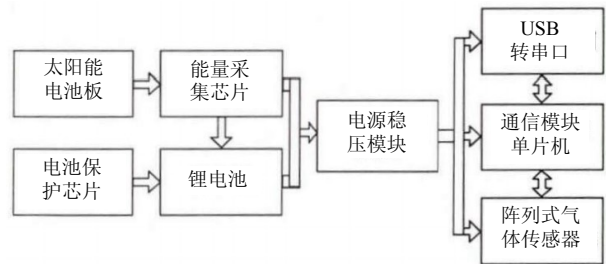 太阳能
电池板
能量采
集芯片
电池保
护芯片
锂电池
电源稳
压模块
USB
转串口
通信模块
单片机
阵列式气
体传感器